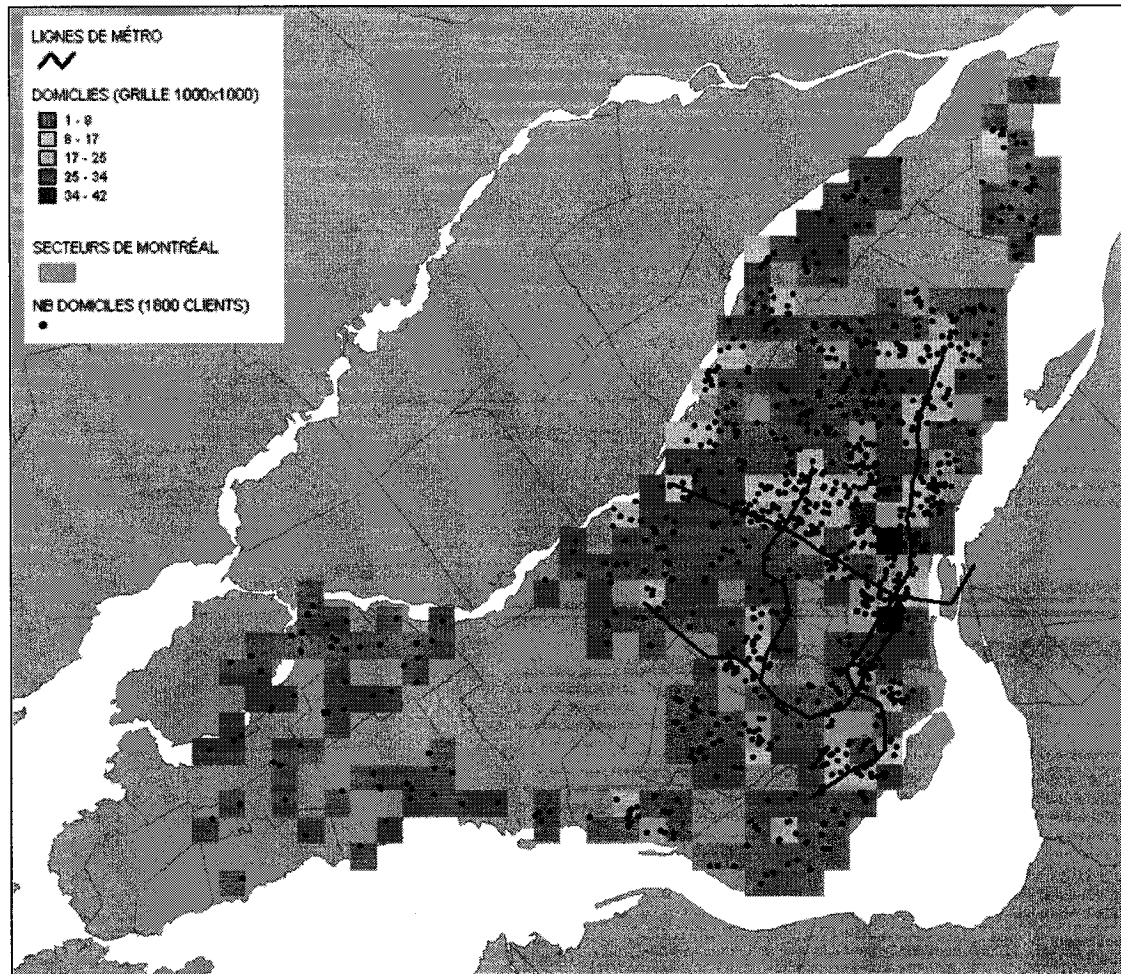 LIGNES DE MÉTRO
DOMICLIES (GRILLE 1000x1000)
1 - 8
8 - 17
17 - 25
25 - 34
34 - 42
SECTEURS DE MONTRÉAL
NB DOMICILES (1800 CLIENTS)